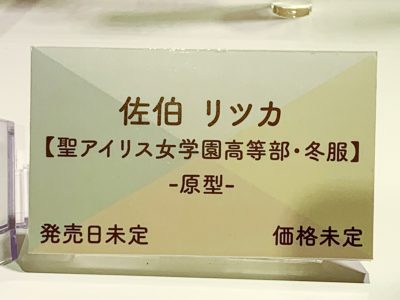 佐伯 リツカ
【聖アイリス女学園高等部・冬服】
-原型-
発売日未定 価格未定